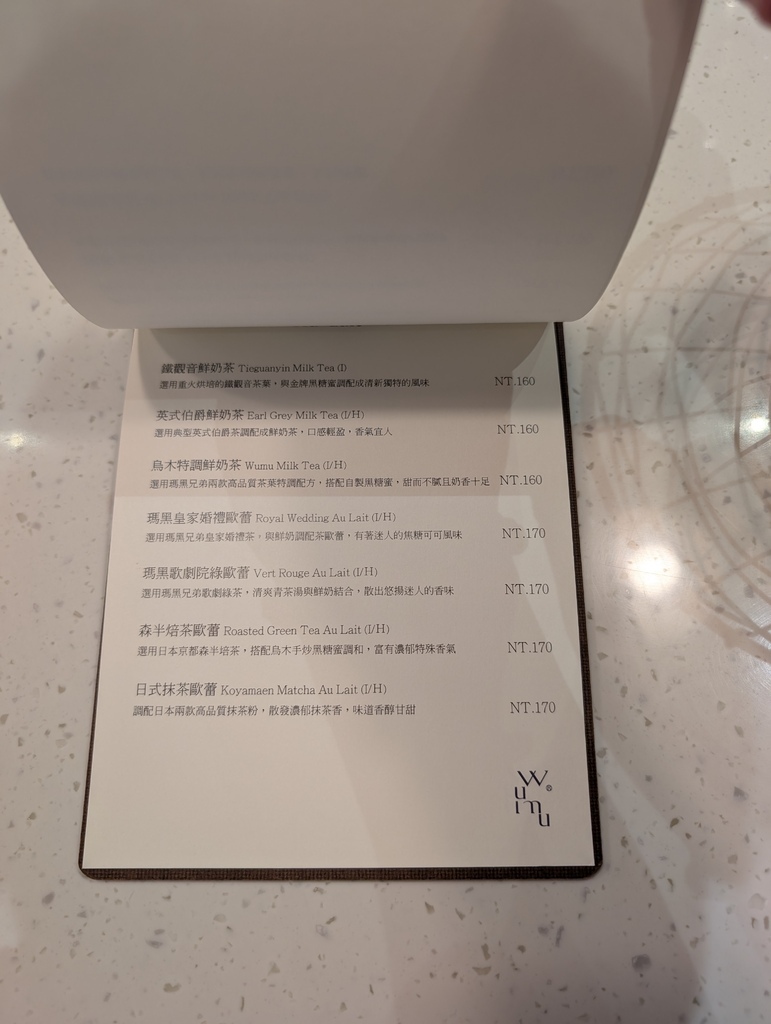 鐵觀音鮮奶茶 Tieguanyin Milk Tea (I)
選用重火烘培的鐵觀音茶葉，與金牌黑糖蜜調配成清新獨特的風味 NT.160
英式伯爵鮮奶茶 Earl Grey Milk Tea (I/H)
選用典型英式伯爵茶調配成鮮奶茶，口感輕盈，香氣宜人 NT.160
烏木特調鮮奶茶 Wumu Milk Tea (I/H)
選用瑪黑兄弟兩款高品質茶葉特調配方，搭配自製黑糖蜜，甜而不膩且奶香十足 NT.160
瑪黑皇家婚禮歐蕾 Royal Wedding Au Lait (I/H)
選用瑪黑兄弟皇家婚禮茶。與鮮奶調配茶歐蕾，有著迷人的焦糖可可風味 NT.170
瑪黑歌劇院綠歐蕾 Vert Rouge Au Lait (I/H)
選用瑪黑兄弟歌劇綠茶，清爽青茶湯與鮮奶結合，散出悠揚迷人的香味 NT.170
森半焙茶歐蕾 Roasted Green Tea Au Lait (I/H)
選用日本京都森半培茶，搭配烏木手炒黑糖蜜調和，富有濃郁特殊香氣 NT.170
日式抹茶歐蕾 Koyamaen Matcha Au Lait (I/H)
調配日本兩款高品質抹茶粉，散發濃郁抹茶香，味道香醇甘甜 NT.170
Wumu®